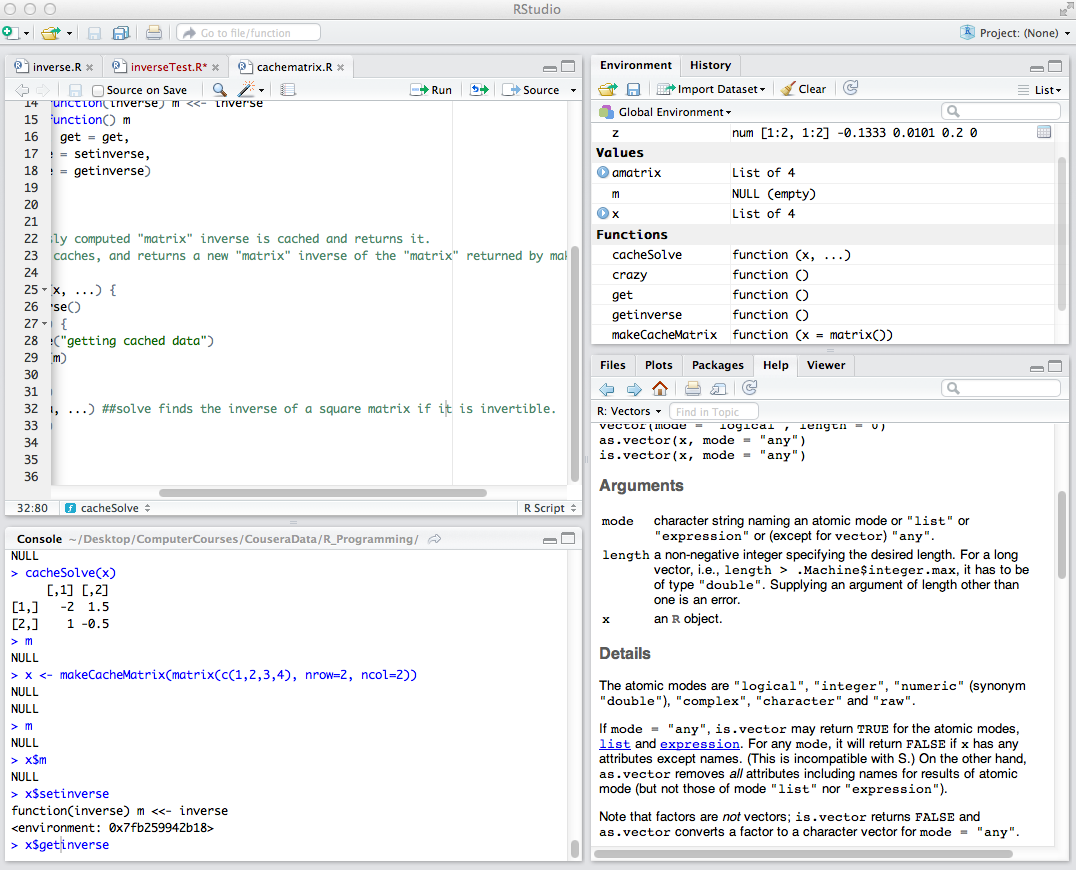 RStudio
Go to file/function
Project: (None)
inverse.R
inverseTest.R*
cachematrix.R
Source on Save
Run
Source
14 function(inverse) m <<- inverse
15 function() m
16 get = get,
17 = setinverse,
18 = getinverse)
19
20
21
22 sly computed "matrix" inverse is cached and returns it.
23 caches, and returns a new "matrix" inverse of the "matrix" returned by mak
24
25 (x, ...) {
26 rse()
27 ) {
28 ("getting cached data")
29 (m)
30
31
32 , ...) ##solve finds the inverse of a square matrix if it is invertible.
33
34
35
36
32:80
cacheSolve
R Script
Console ~/Desktop/ComputerCourses/CouseraData/R_Programming/
NULL
> cacheSolve(x)
[,1] [,2]
[1,] -2 1.5
[2,] 1 -0.5
> m
NULL
> x <- makeCacheMatrix(matrix(c(1,2,3,4), nrow=2, ncol=2))
NULL
NULL
> m
NULL
> x$m
NULL
> x$setinverse
function(inverse) m <<- inverse
<environment: 0x7fb259942b18>
> x$getinverse
Environment
History
Import Dataset
Clear
List
Global Environment
z num [1:2, 1:2] -0.1333 0.0101 0.2 0
Values
amatrix List of 4
m NULL (empty)
x List of 4
Functions
cacheSolve function (x, ...)
crazy function ()
get function ()
getinverse function ()
makeCacheMatrix function (x = matrix())
Files
Plots
Packages
Help
Viewer
R: Vectors
Find in Topic
vector(mode = "logical", length = 0)
as.vector(x, mode = "any")
is.vector(x, mode = "any")
Arguments
mode character string naming an atomic mode or "list" or
"expression" or (except for vector) "any".
length a non-negative integer specifying the desired length. For a long
vector, i.e., length > .Machine$integer.max, it has to be
of type "double". Supplying an argument of length other than
one is an error.
x an R object.
Details
The atomic modes are "logical", "integer", "numeric" (synonym
"double"), "complex", "character" and "raw".
If mode = "any", is.vector may return TRUE for the atomic modes,
list and expression. For any mode, it will return FALSE if x has any
attributes except names. (This is incompatible with S.) On the other hand,
as.vector removes all attributes including names for results of atomic
mode (but not those of mode "list" nor "expression").
Note that factors are not vectors; is.vector returns FALSE and
as.vector converts a factor to a character vector for mode = "any".